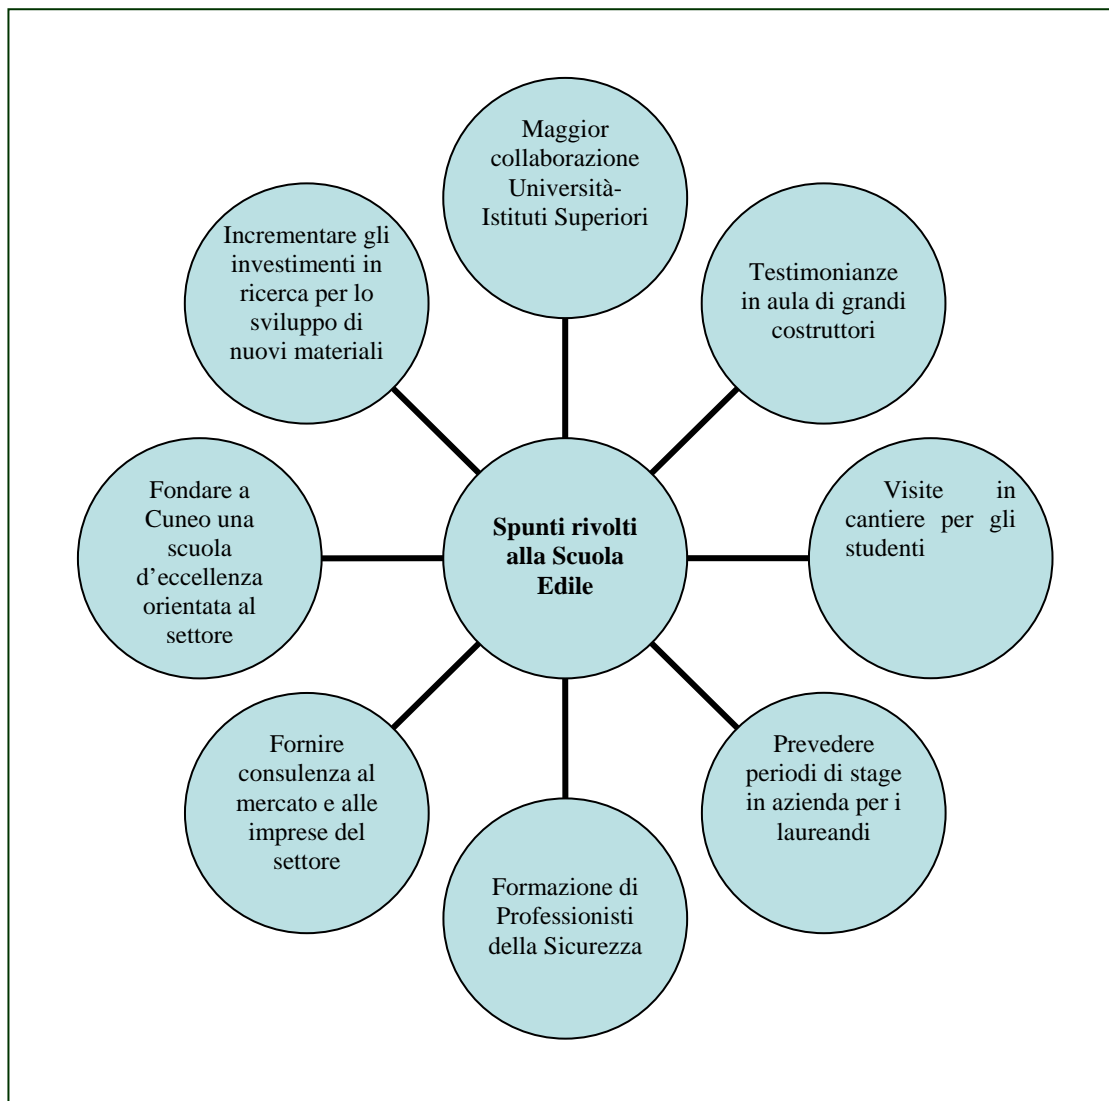 Maggior
collaborazione
Università-
Istituti Superiori
Testimonianze
in aula di grandi
costruttori
Visite in
cantiere per gli
studenti
Prevedere
periodi di stage
in azienda per i
laureandi
Formazione di
Professionisti
della Sicurezza
Fornire
consulenza al
mercato e alle
imprese del
settore
Fondare a
Cuneo una
scuola
d’eccellenza
orientata al
settore
Incrementare gli
investimenti in
ricerca per lo
sviluppo di
nuovi materiali
Spunti rivolti
alla Scuola
Edile